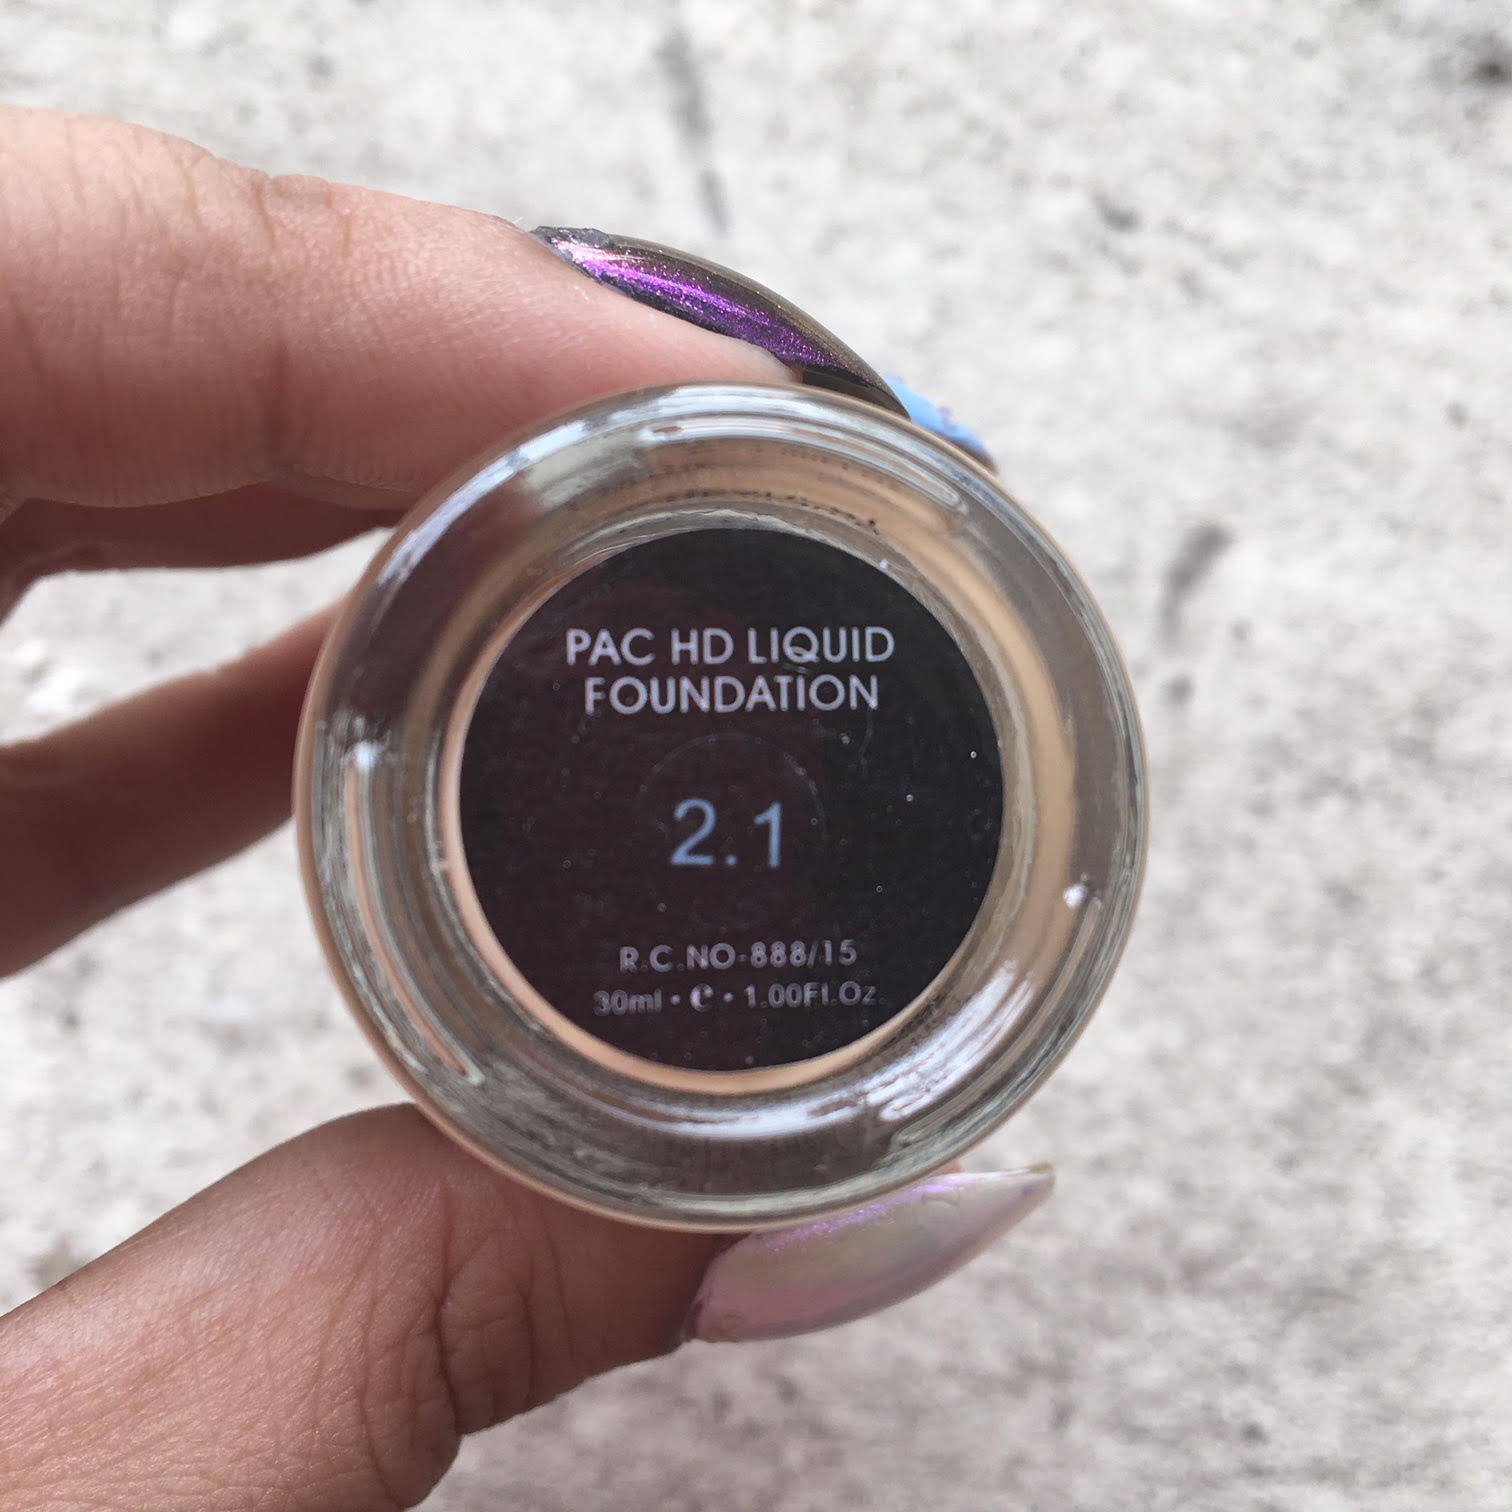 PAC HD LIQUID
FOUNDATION
2.1
R.C.NO-888/15
30ml • e • 1.00Fl.Oz.